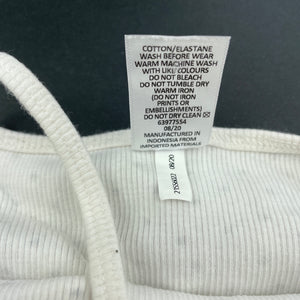 COTTON/ELASTANE
WASH BEFORE WEAR
WARM MACHINE WASH
WITH LIKE COLOURS
DO NOT BLEACH
DO NOT TUMBLE DRY
WARM IRON
(DO NOT IRON
PRINTS OR
EMBELLISHMENTS)
DO NOT DRY CLEAN
63977554
08/20
MANUFACTURED IN
INDONESIA FROM
IMPORTED MATERIALS
09/20